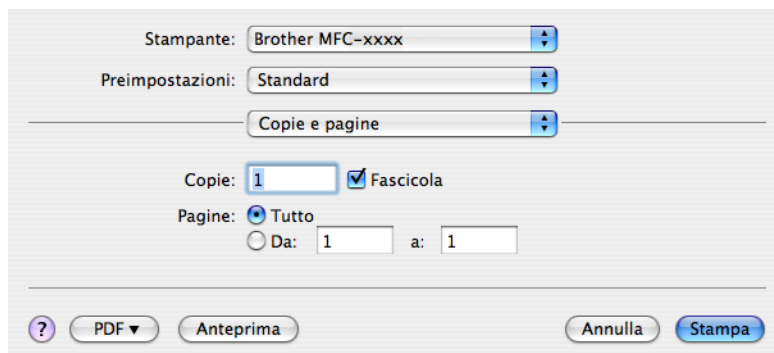 Stampante: Brother MFC-xxxx
Preimpostazioni: Standard
Copie e pagine
Copie: 1 Fascicola
Pagine: Tutto
Da: 1 a: 1
? PDF▼ Anteprima Annulla Stampa